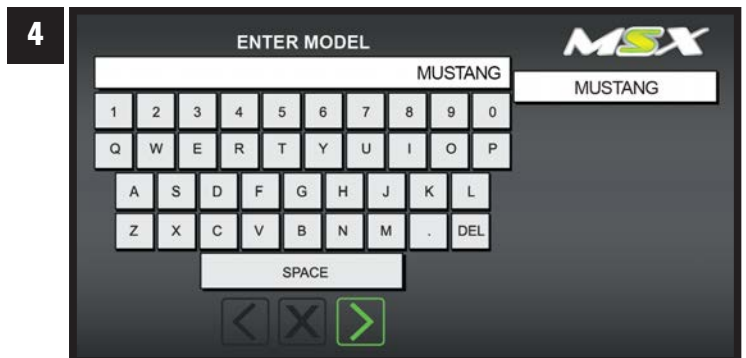 4
ENTER MODEL
MSX
MUSTANG
MUSTANG
1 2 3 4 5 6 7 8 9 0
Q W E R T Y U I O P
A S D F G H J K L
Z X C V B N M . DEL
SPACE
< X >